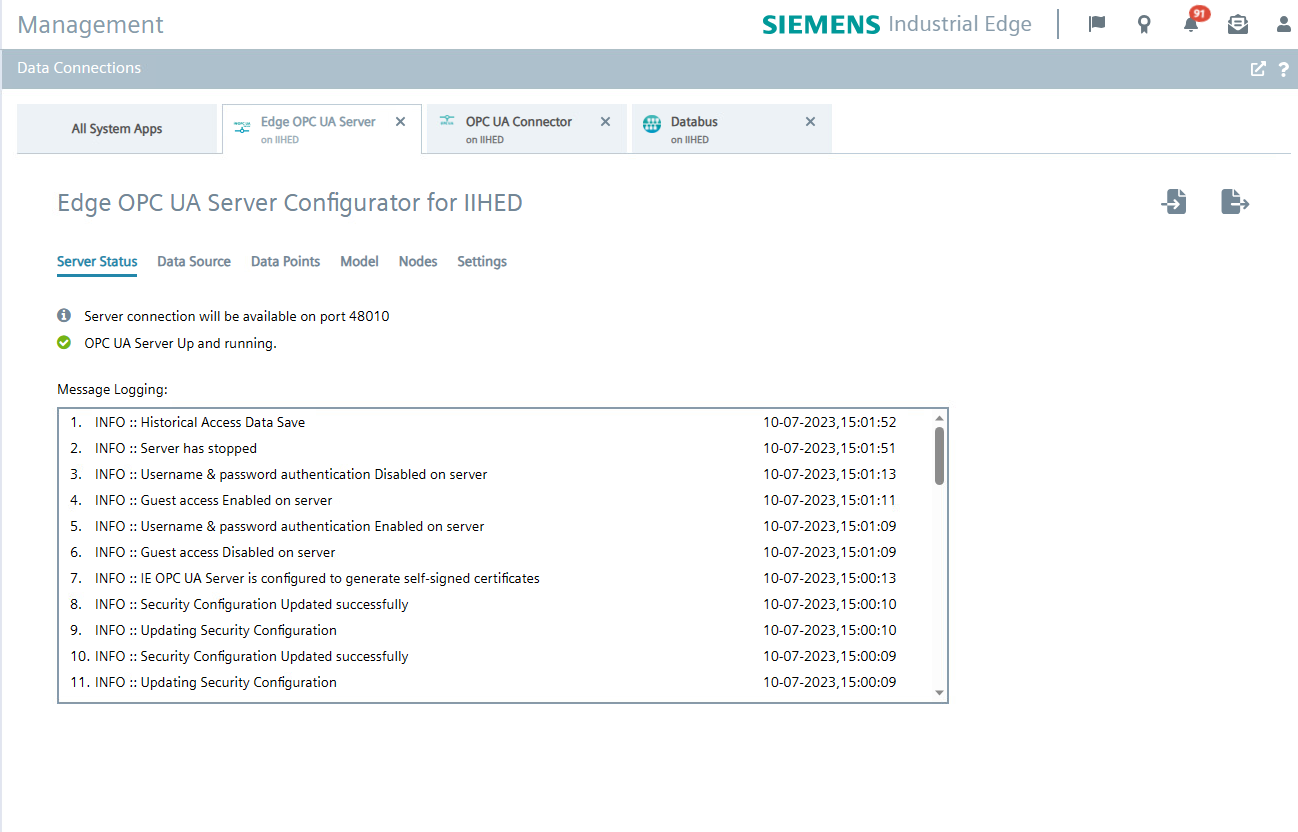 Management
SIEMENS Industrial Edge
91
Data Connections
?
All System Apps
Edge OPC UA Server
on IIHED
OPC UA Connector
on IIHED
Databus
on IIHED
Edge OPC UA Server Configurator for IIHED
Server Status Data Source Data Points Model Nodes Settings
Server connection will be available on port 48010
OPC UA Server Up and running.
Message Logging:
1. INFO :: Historical Access Data Save 10-07-2023,15:01:52
2. INFO :: Server has stopped 10-07-2023,15:01:51
3. INFO :: Username & password authentication Disabled on server 10-07-2023,15:01:13
4. INFO :: Guest access Enabled on server 10-07-2023,15:01:11
5. INFO :: Username & password authentication Enabled on server 10-07-2023,15:01:09
6. INFO :: Guest access Disabled on server 10-07-2023,15:01:09
7. INFO :: IE OPC UA Server is configured to generate self-signed certificates 10-07-2023,15:00:13
8. INFO :: Security Configuration Updated successfully 10-07-2023,15:00:10
9. INFO :: Updating Security Configuration 10-07-2023,15:00:10
10. INFO :: Security Configuration Updated successfully 10-07-2023,15:00:09
11. INFO :: Updating Security Configuration 10-07-2023,15:00:09